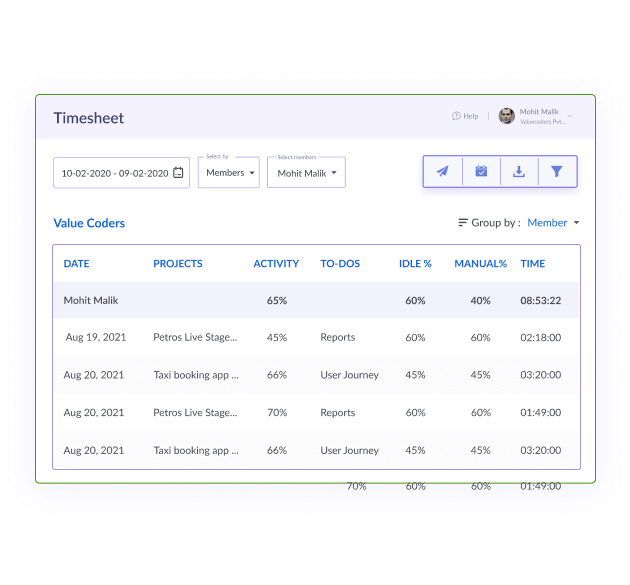 Timesheet
Help
Mohit Malik
Valuecoders Pvt...
Select by
Select members
10-02-2020 - 09-02-2020
Members
Mohit Malik
Value Coders
Group by : Member
DATE PROJECTS ACTIVITY TO-DOS IDLE % MANUAL% TIME
Mohit Malik 65% 60% 40% 08:53:22
Aug 19, 2021 Petros Live Stage... 45% Reports 60% 60% 02:18:00
Aug 20, 2021 Taxi booking app ... 66% User Journey 45% 45% 03:20:00
Aug 20, 2021 Petros Live Stage... 70% Reports 60% 60% 01:49:00
Aug 20, 2021 Taxi booking app ... 66% User Journey 45% 45% 03:20:00
70% 60% 60% 01:49:00